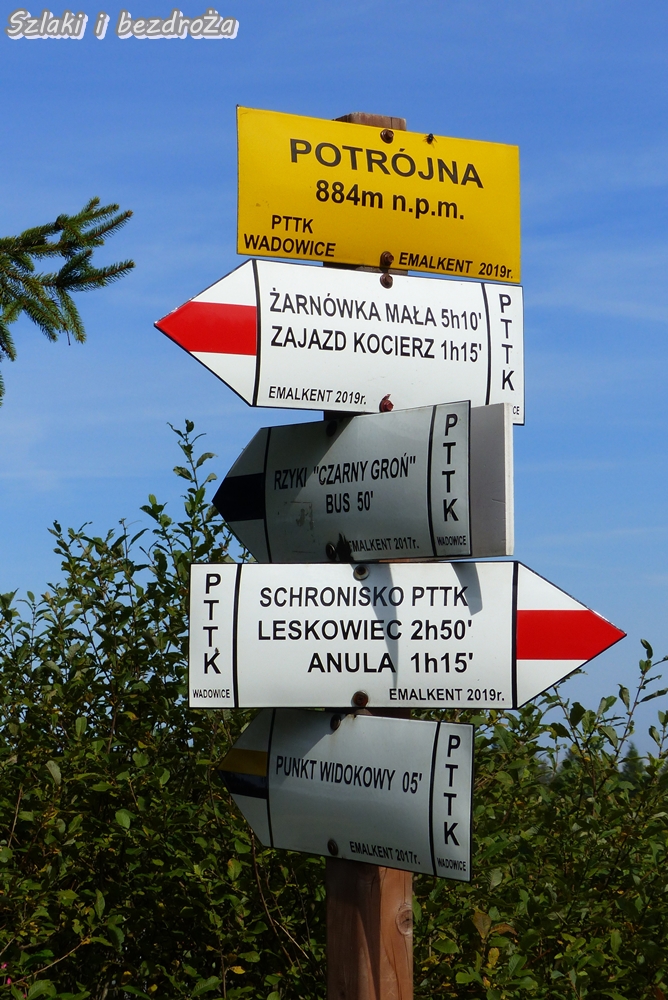 Szlaki i bezdroża
POTRÓJNA
884m n.p.m.
PTTK
WADOWICE
EMALKENT 2019r.
ŻARNÓWKA MAŁA 5h10'
ZAJAZD KOCIERZ 1h15'
EMALKENT 2019r.
PTTK
CE
RZYKI "CZARNY GROŃ"
BUS 50'
EMALKENT 2017r.
PTTK
WADOWICE
PTTK
WADOWICE
SCHRONISKO PTTK
LESKOWIEC 2h50'
ANULA 1h15'
EMALKENT 2019r.
PUNKT WIDOKOWY 05'
EMALKENT 2017r.
PTTK
WADOWICE